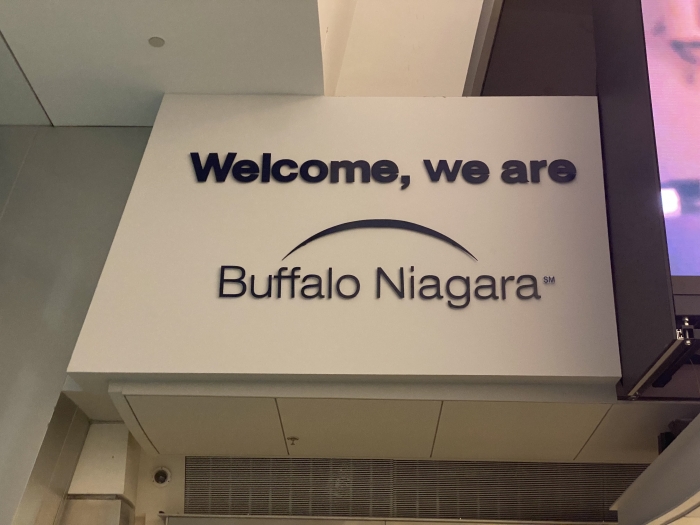 Welcome, we are
Buffalo Niagara℠